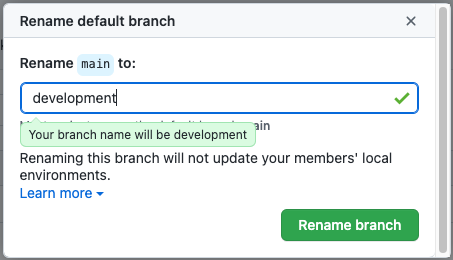 Rename default branch
Rename main to:
development
Your branch name will be development
Renaming this branch will not update your members' local
environments.
Learn more
Rename branch